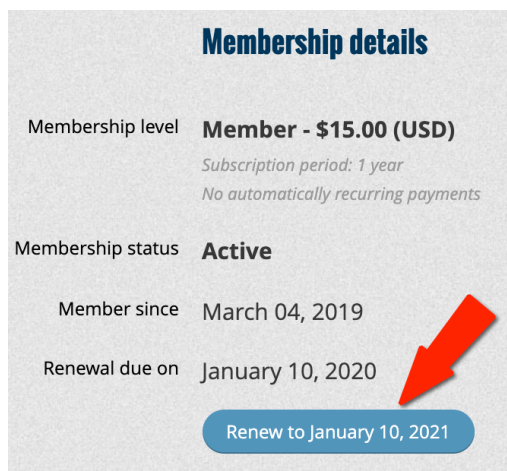 Membership details
Membership level Member - $15.00 (USD)
Subscription period: 1 year
No automatically recurring payments
Membership status Active
Member since March 04, 2019
Renewal due on January 10, 2020
Renew to January 10, 2021